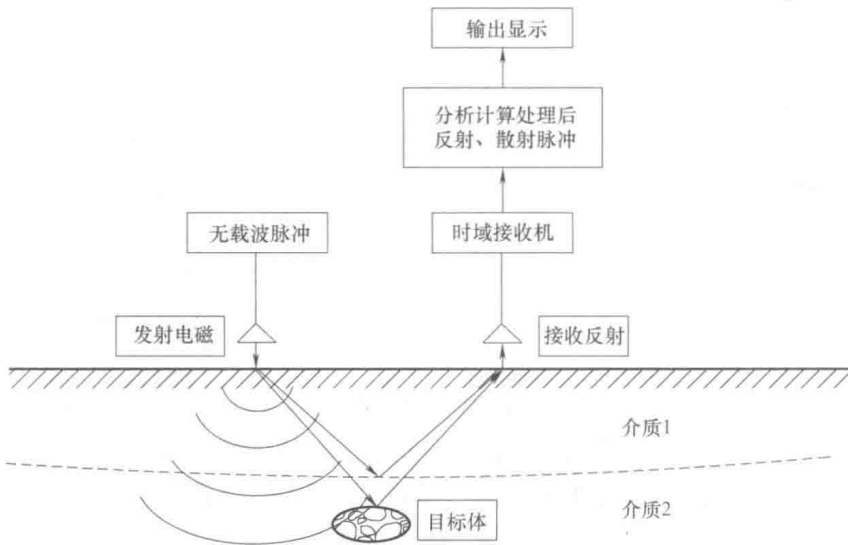 输出显示
分析计算处理后
反射、散射脉冲
无载波脉冲
时域接收机
发射电磁
接收反射
介质1
介质2
目标体